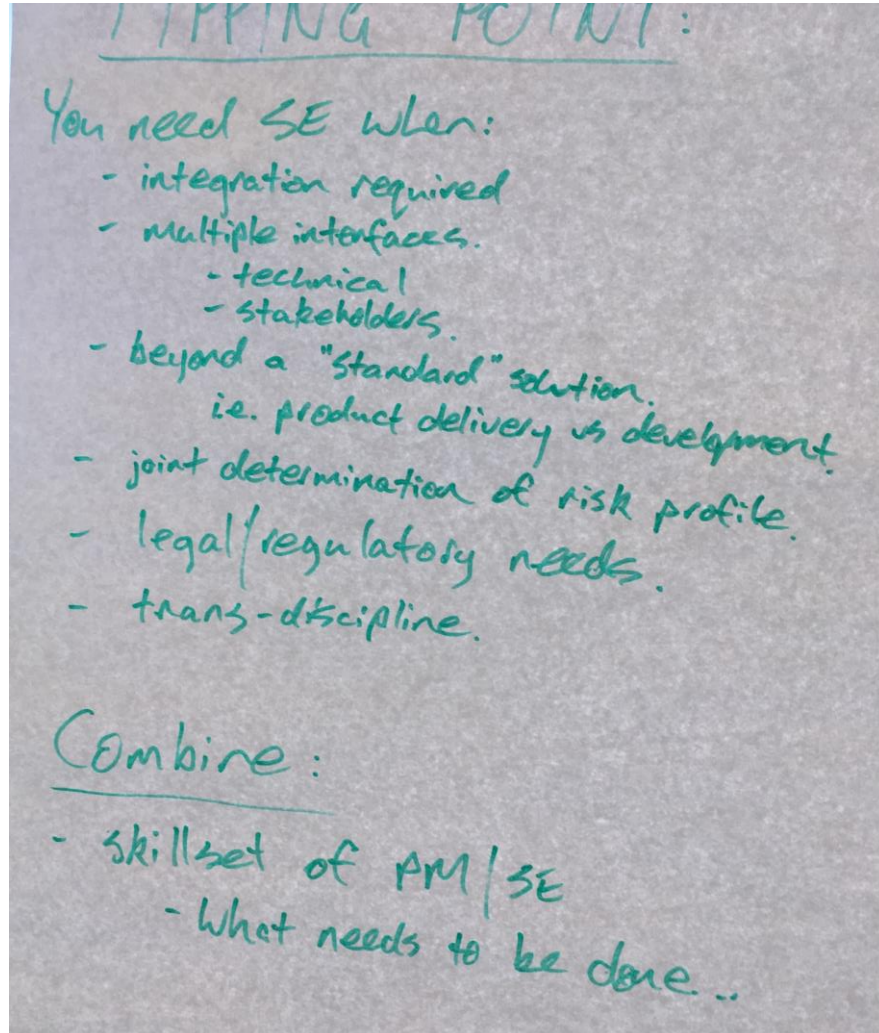 TIPPING POINT:
You need SE when:
- integration required
- multiple interfaces.
- technical
- stakeholders.
- beyond a "standard" solution.
i.e. product delivery vs development.
- joint determination of risk profile.
- legal/regulatory needs.
- trans-discipline.
Combine:
- skillset of PM/SE
- What needs to be done...